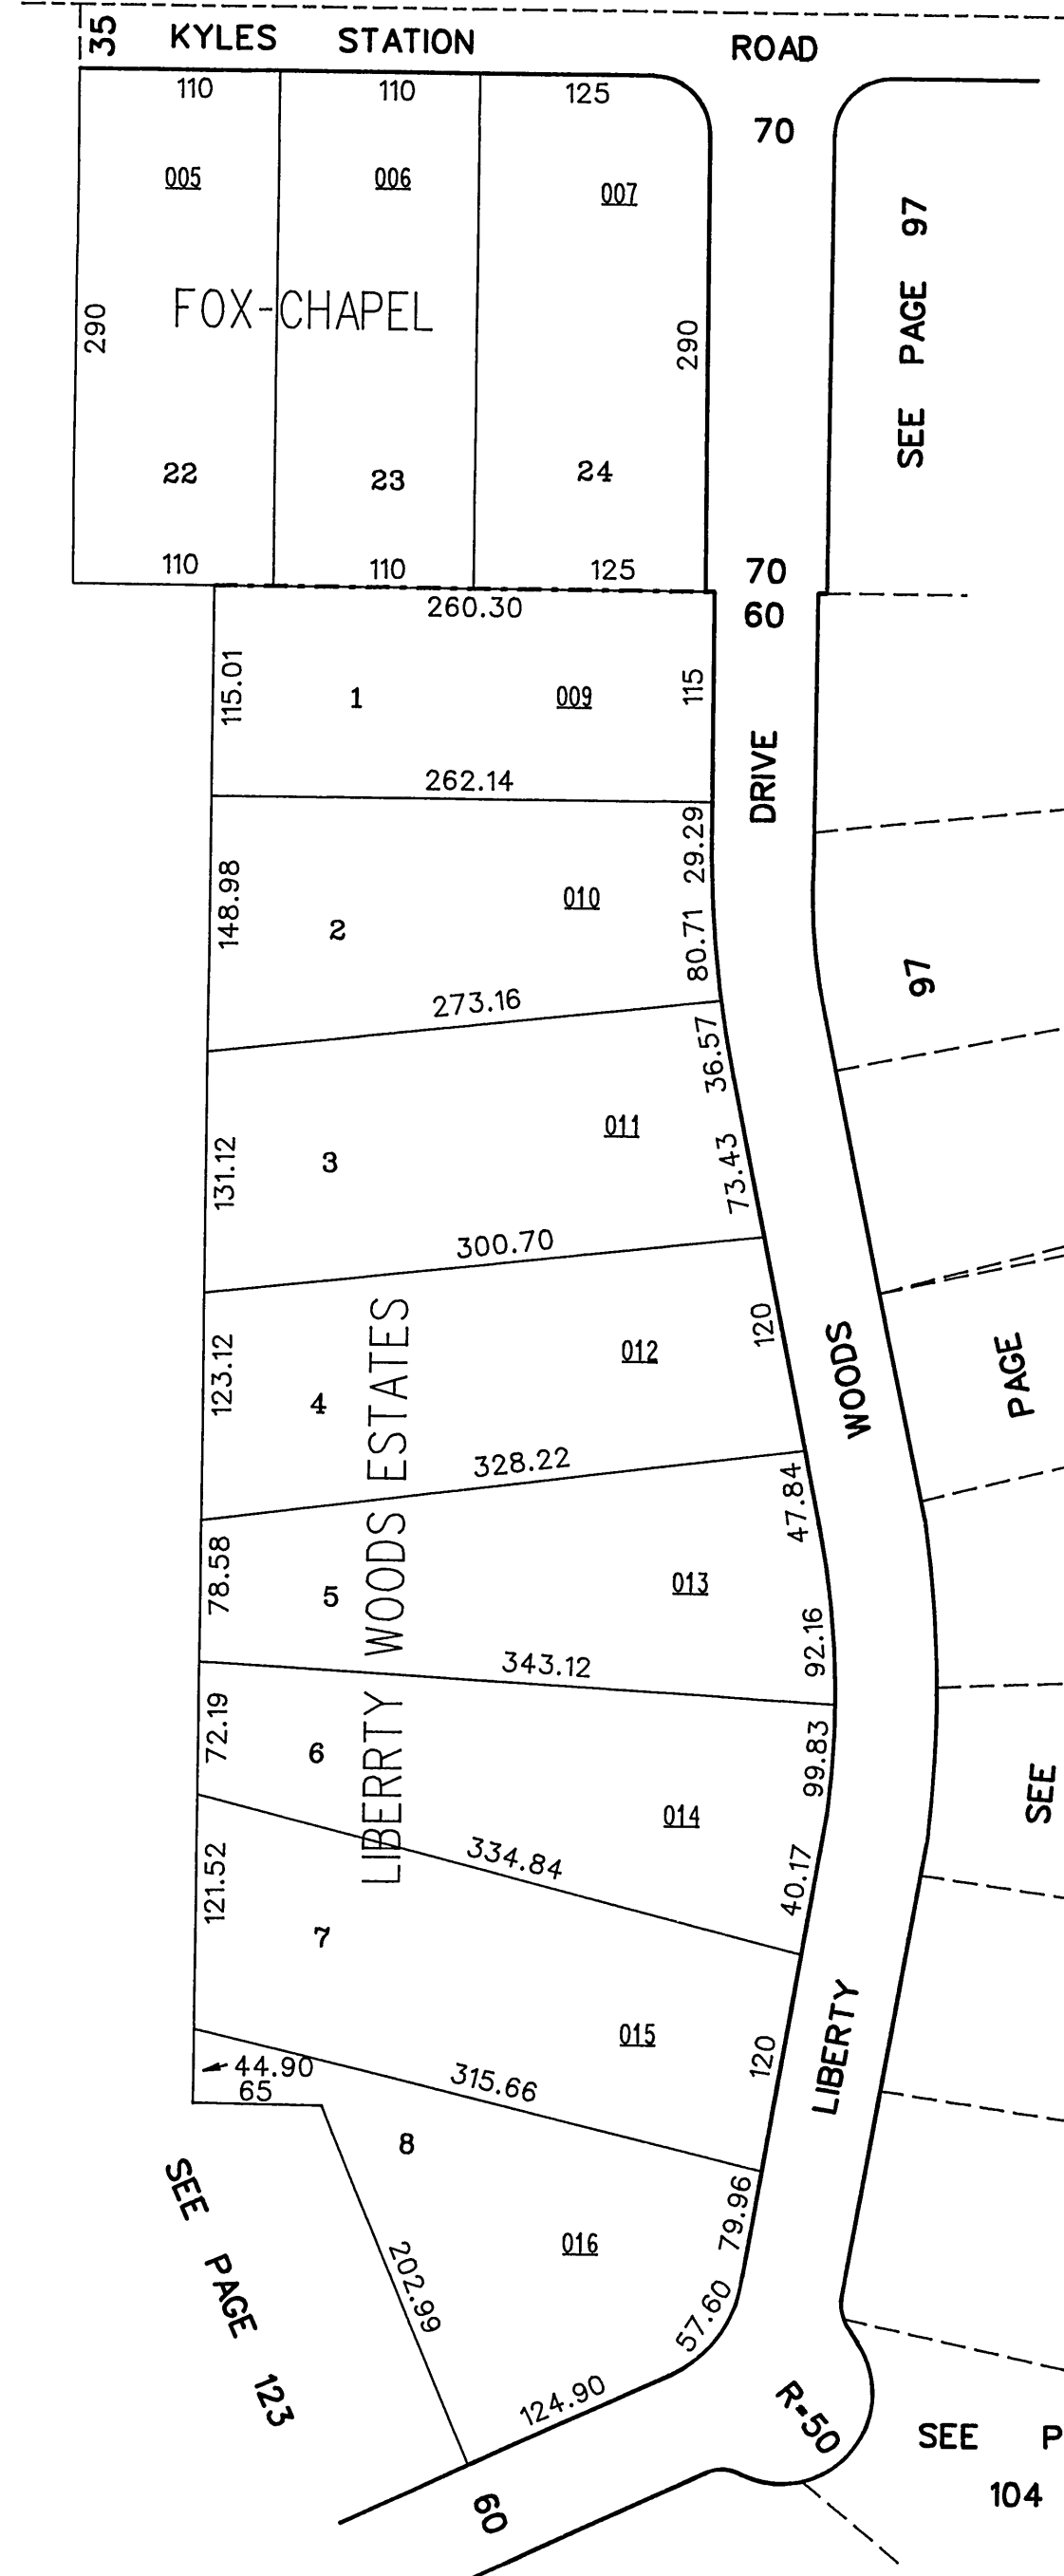 35 KYLES STATION ROAD
110 110 125
70
005 006 007
SEE PAGE 97
FOX-CHAPEL
290 290
22 23 24
110 110 125
70
260.30
60
115.01 1 009 115
DRIVE
262.14
29.29
148.98 2 010
80.71
97
273.16
36.57
131.12 3 011
73.43
300.70
120
123.12 4 012
WOODS
PAGE
328.22
47.84
78.58 5 013
92.16
343.12
72.19 6 014
99.83
SEE
LIBERRTY WOODS ESTATES
334.84
40.17
121.52 7
015 120
LIBERTY
44.90
65
315.66
8
79.96
016
SEE PAGE 123
202.99
57.60
124.90
R=50
SEE P
104
60